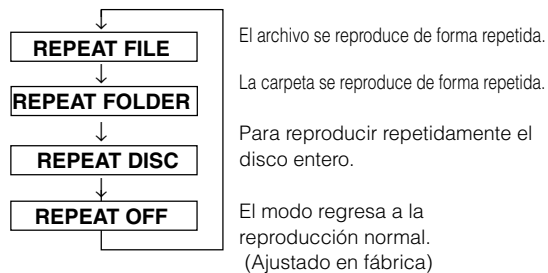 REPEAT FILE
El archivo se reproduce de forma repetida.
REPEAT FOLDER
La carpeta se reproduce de forma repetida.
REPEAT DISC
Para reproducir repetidamente el
disco entero.
REPEAT OFF
El modo regresa a la
reproducción normal.
(Ajustado en fábrica)